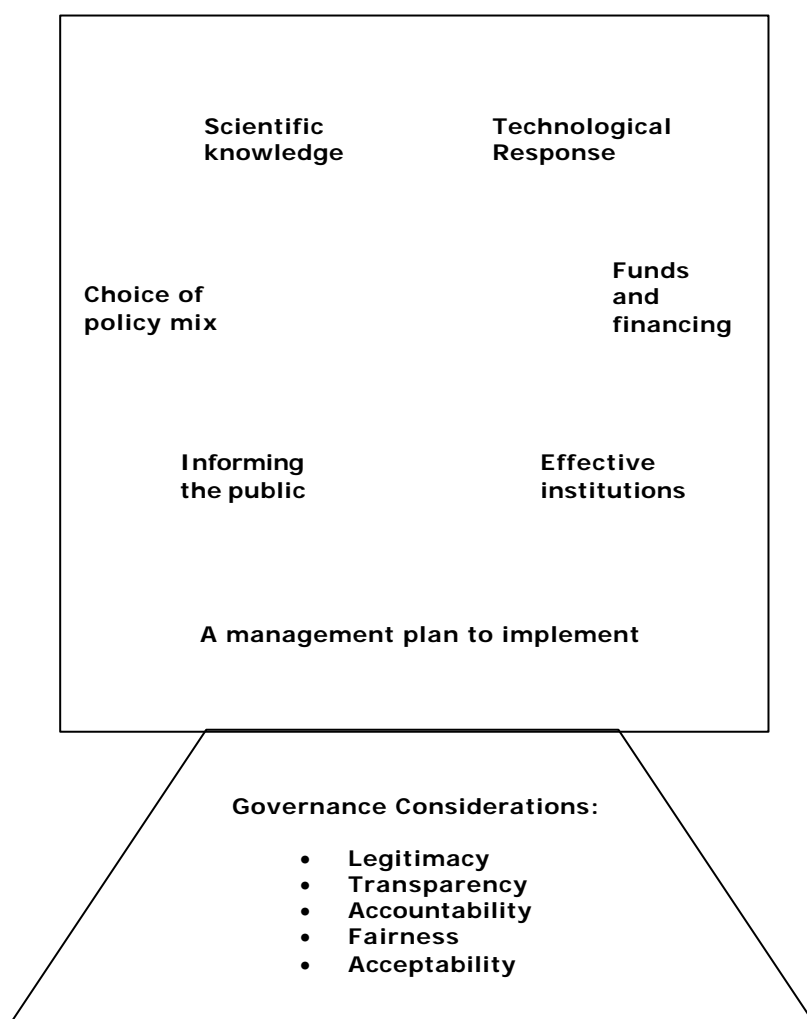 Scientific
knowledge
Technological
Response
Choice of
policy mix
Funds
and
financing
Informing
the public
Effective
institutions
A management plan to implement
Governance Considerations:
• Legitimacy
• Transparency
• Accountability
• Fairness
• Acceptability